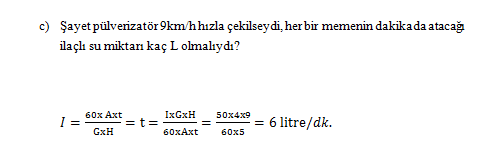 c) Şayet pülverizatör 9km/h hızla çekilseydi, her bir memenin dakikada atacağı
ilaçlı su miktarı kaç L olmalıydı?
I = 60x Axt / GxH = t = IxGxH / 60xAxt = 50x4x9 / 60x5 = 6 litre/dk.